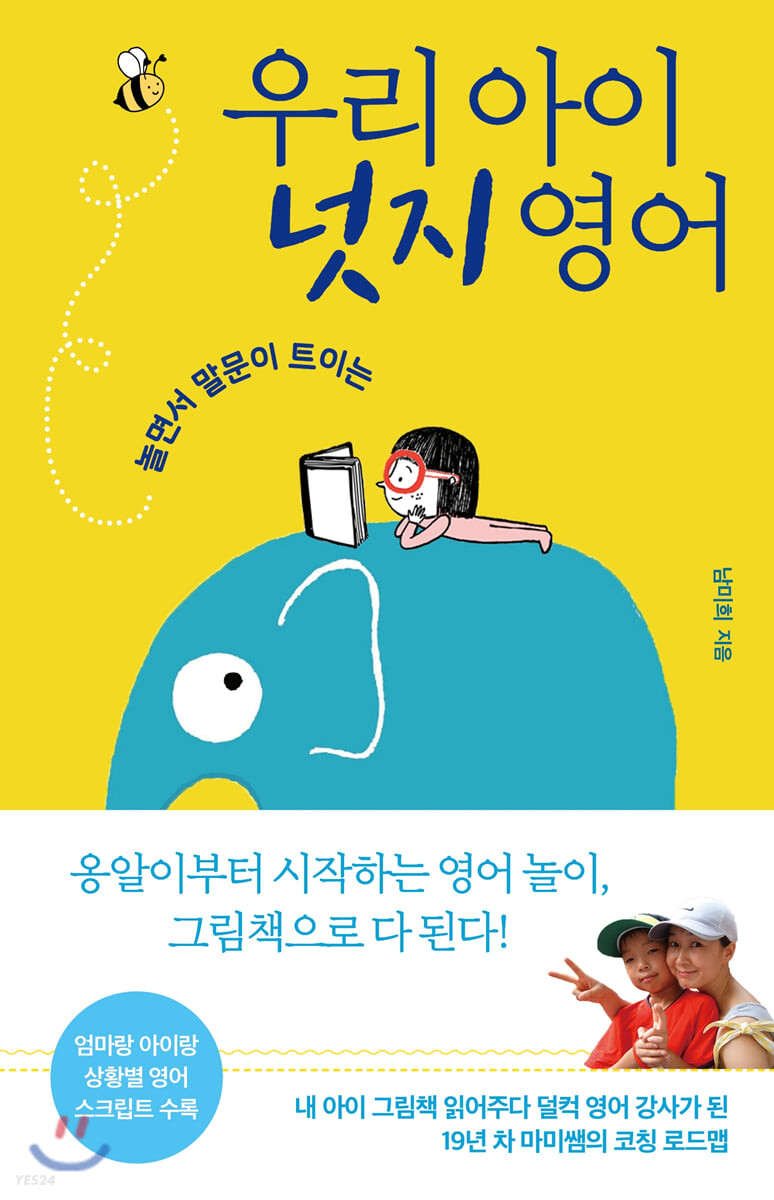 우리 아이
넛지 영어
놀면서 말문이 트이는
남미희 지음
옹알이부터 시작하는 영어 놀이,
그림책으로 다 된다!
엄마랑 아이랑
상황별 영어
스크립트 수록
내 아이 그림책 읽어주다 덜컥 영어 강사가 된
19년 차 마미쌤의 코칭 로드맵
YES24